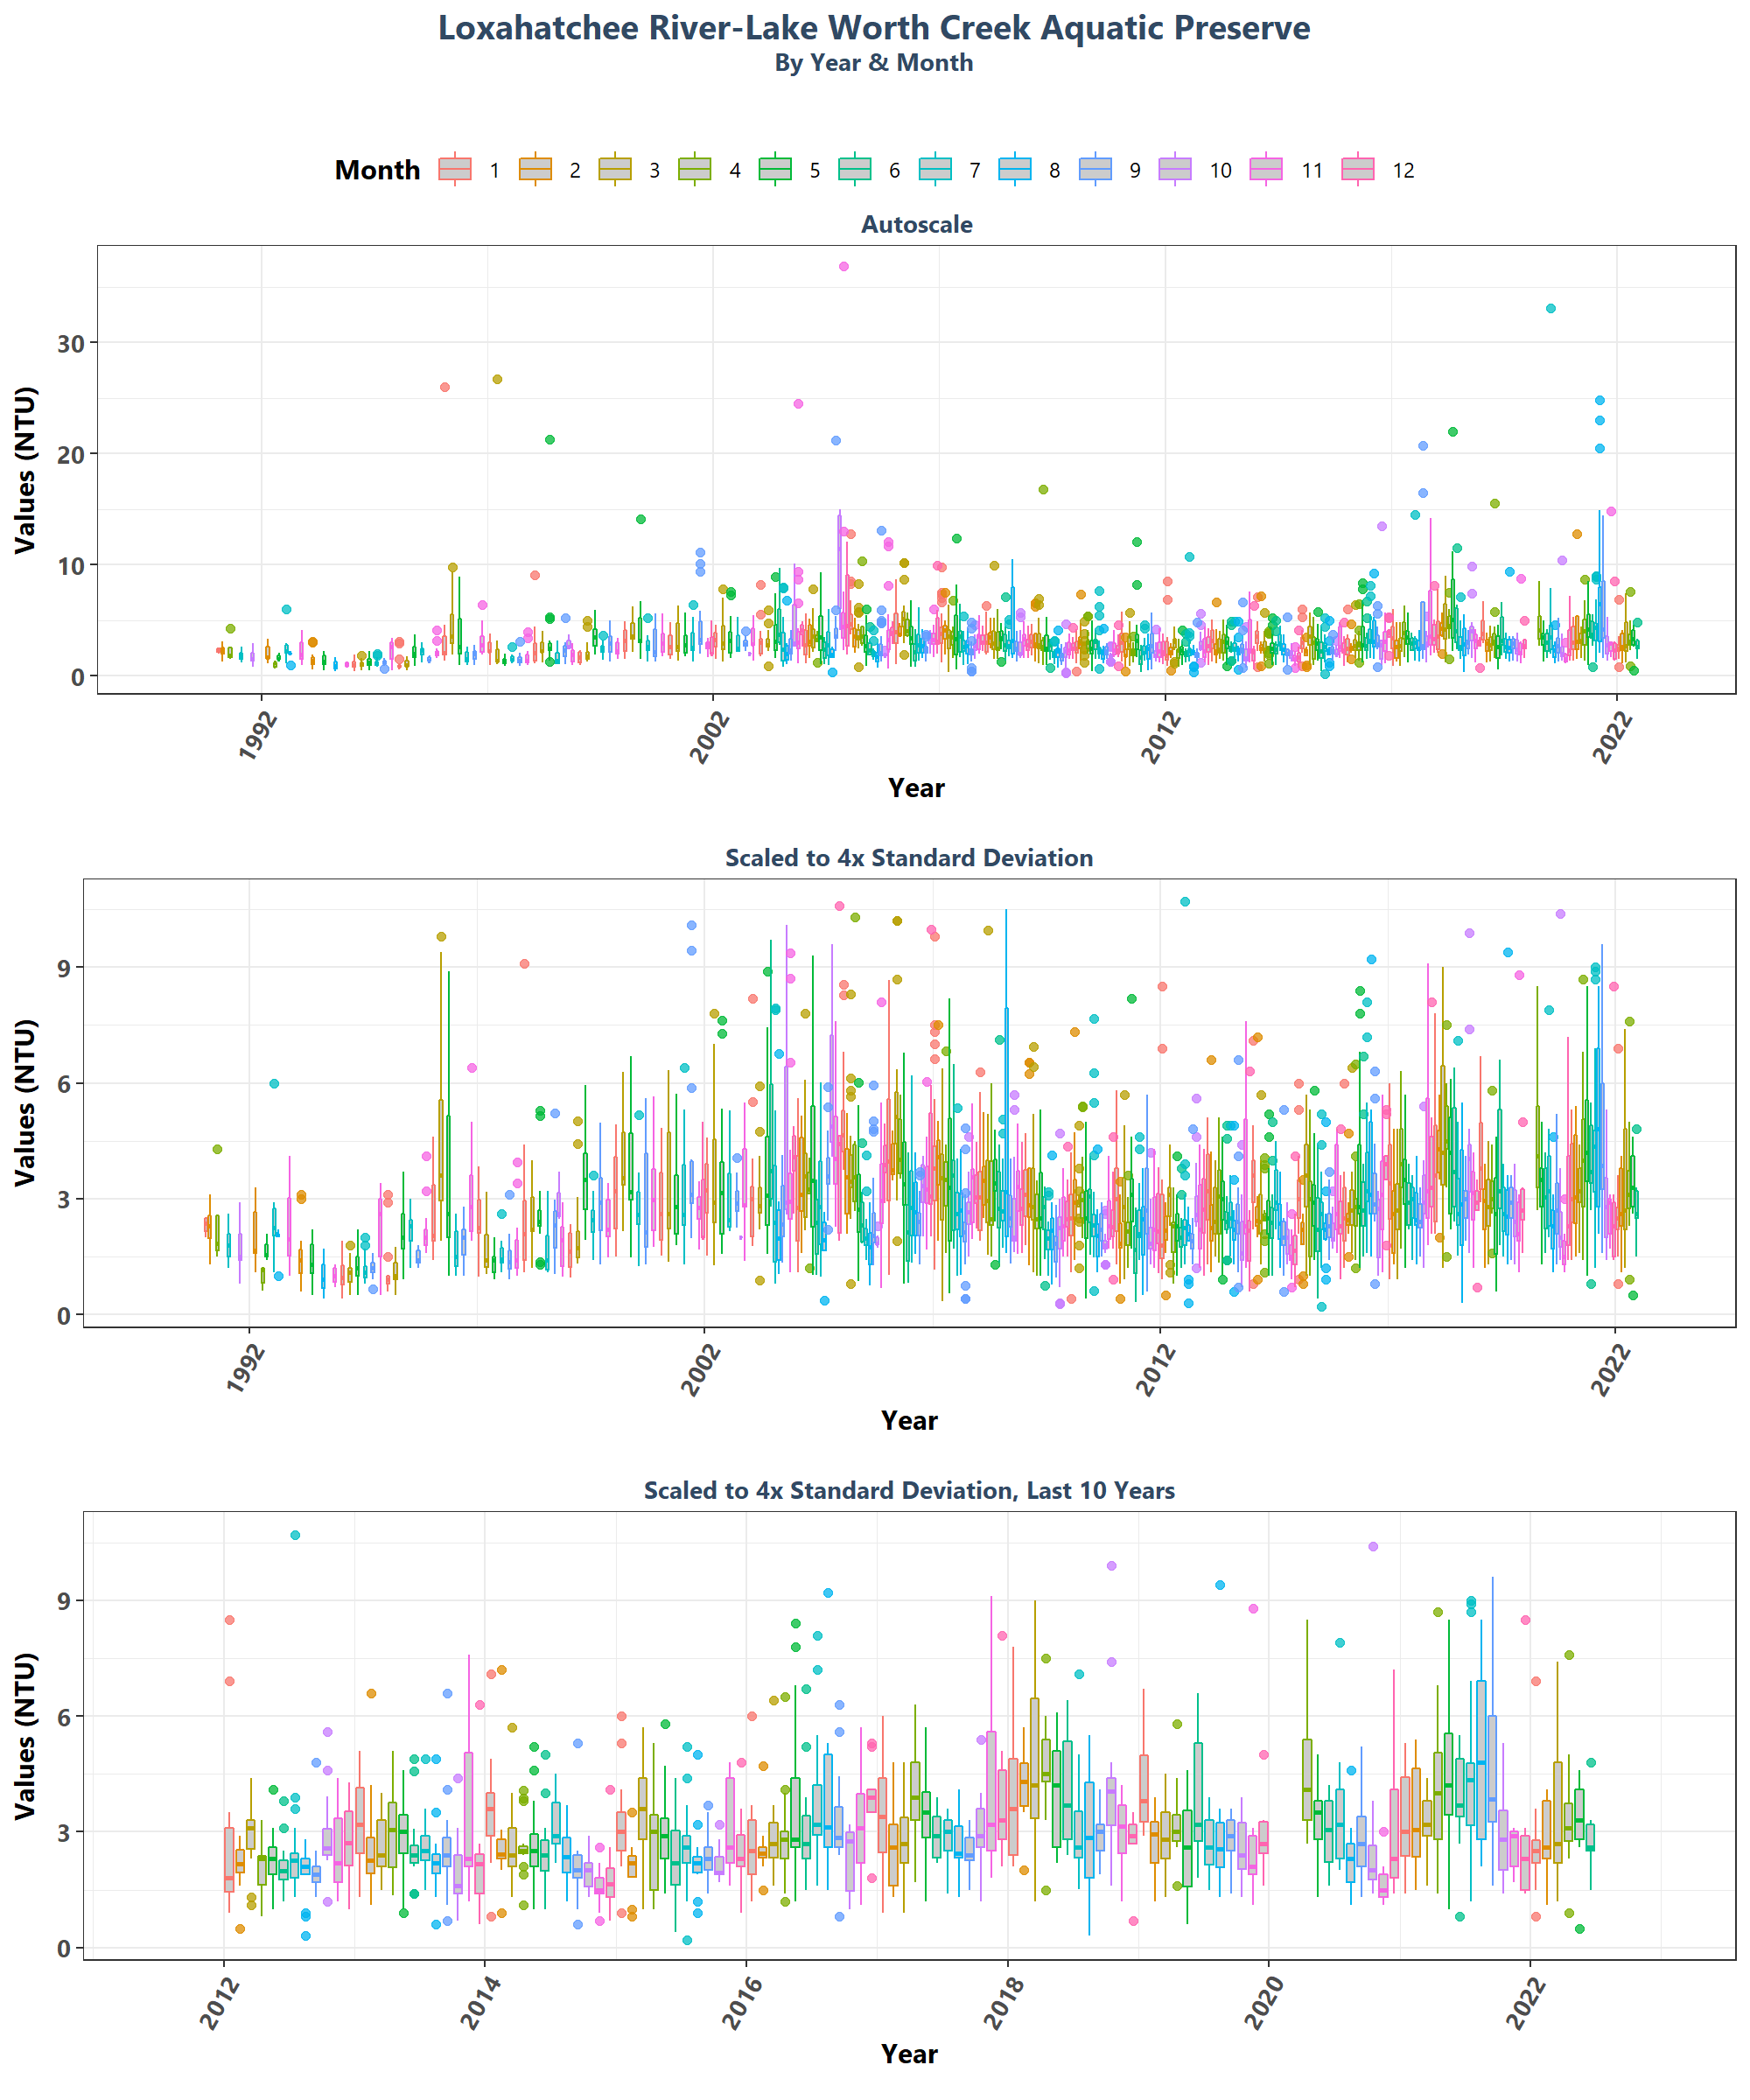 Loxahatchee River-Lake Worth Creek Aquatic Preserve
By Year & Month
Month 1 2 3 4 5 6 7 8 9 10 11 12
Autoscale
Values (NTU)
30
20
10
0
1992 2002 2012 2022
Year
Scaled to 4x Standard Deviation
Values (NTU)
9
6
3
0
1992 2002 2012 2022
Year
Scaled to 4x Standard Deviation, Last 10 Years
Values (NTU)
9
6
3
0
2012 2014 2016 2018 2020 2022
Year